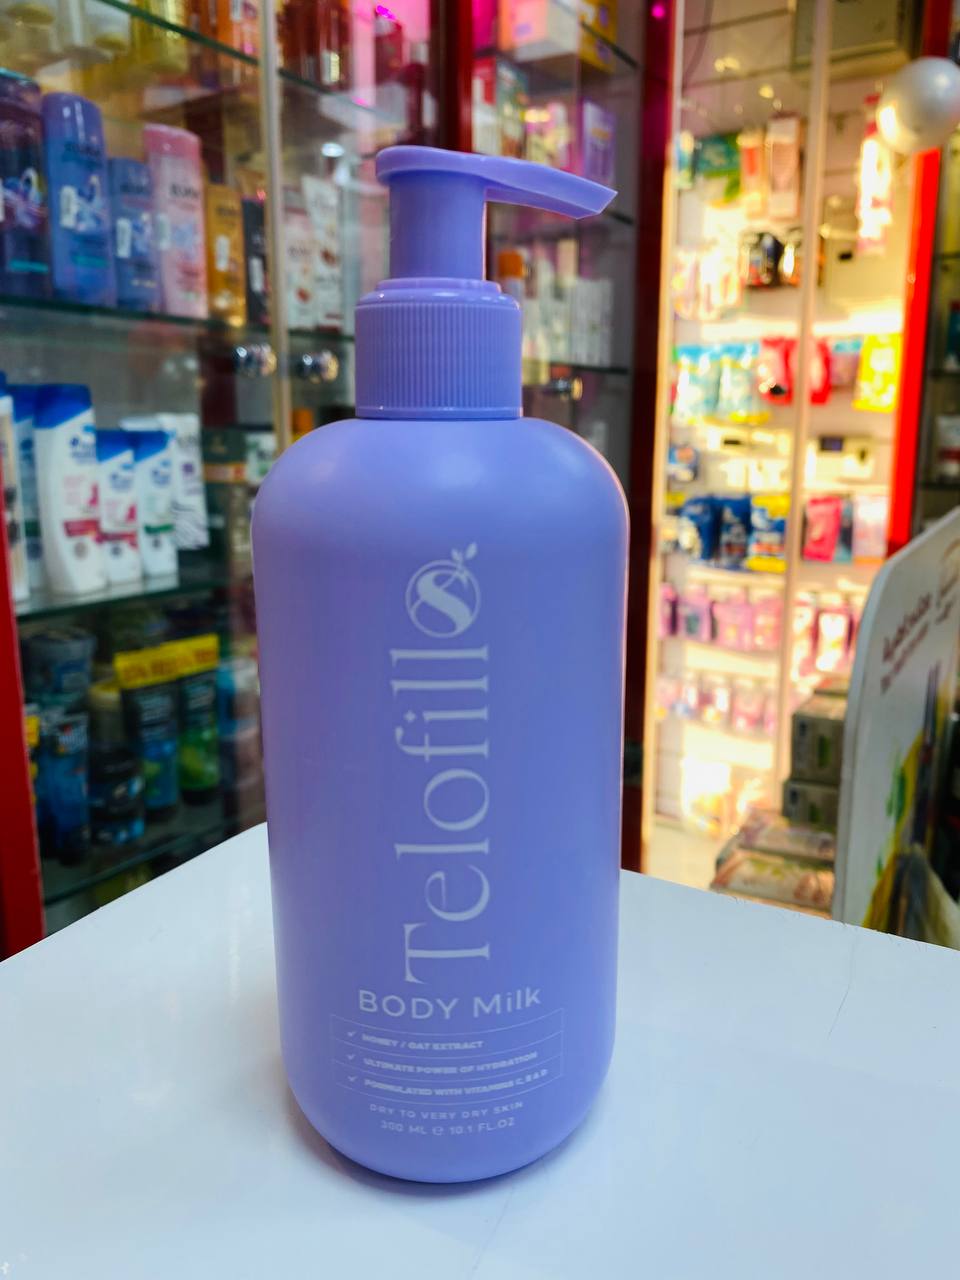 Telofill
BODY Milk
HONEY / OAT EXTRACT
ULTIMATE POWER OF HYDRATION
FORMULATED WITH VITAMINS C, E & D
DRY TO VERY DRY SKIN
300 ML ℮ 10.1 FL.OZ